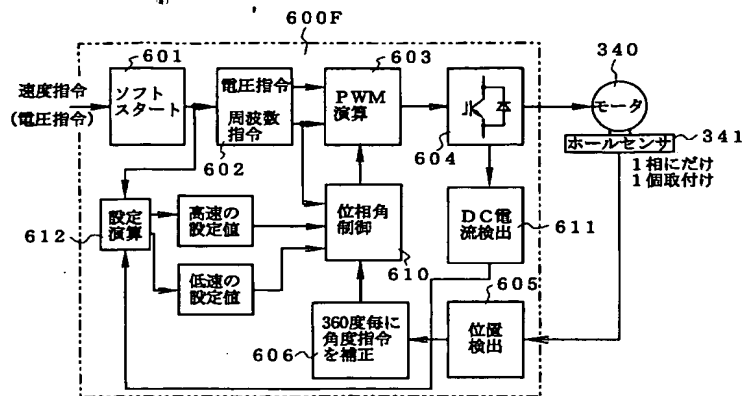 600F
601
603
340
速度指令
(電圧指令)
ソフト
スタート
電圧指令
周波数
指令
602
PWM
演算
604
モータ
ホールセンサ
341
1相にだけ
1個取付け
612
設定
演算
高速の
設定値
低速の
設定値
位相角
制御
610
DC電
流検出
611
605
606
360度毎に
角度指令
を補正
位置
検出